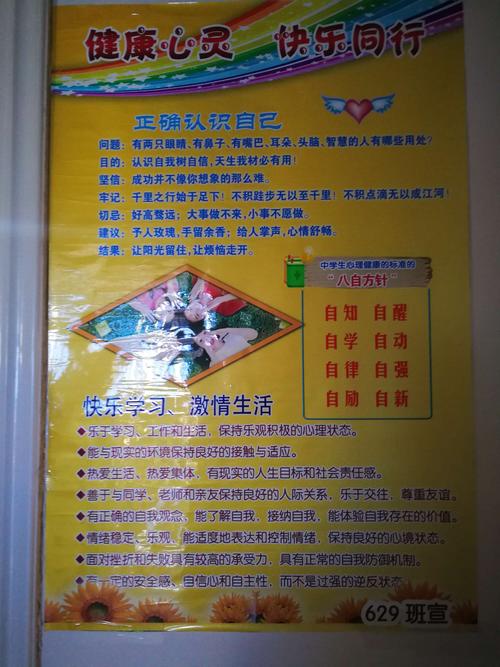 健康心灵 快乐同行
正确认识自己
问题：有两只眼睛、有鼻子、有嘴巴、耳朵、头脑、智慧的人有哪些用处？
目的：认识自我树自信，天生我材必有用！
坚信：成功并不像你想象的那么难。
牢记：千里之行始于足下！不积跬步无以至千里！不积点滴无以成江河！
切忌：好高骛远；大事做不来，小事不愿做。
建议：予人玫瑰，手留余香；给人掌声，心情舒畅。
结果：让阳光留住，让烦恼走开。
中学生心理健康的标准的
“八自方针”
自知 自醒
自学 自动
自律 自强
自励 自新
快乐学习、激情生活
◆乐于学习、工作和生活，保持乐观积极的心理状态。
◆能与现实的环境保持良好的接触与适应。
◆热爱生活、热爱集体，有现实的人生目标和社会责任感。
◆善于与同学、老师和亲友保持良好的人际关系，乐于交往，尊重友谊。
◆有正确的自我观念，能了解自我，接纳自我，能体验自我存在的价值。
◆情绪稳定、乐观、能适度地表达和控制情绪，保持良好的心境状态。
◆面对挫折和失败具有较高的承受力，具有正常的自我防御机制。
◆有一定的安全感、自信心和自主性，而不是过强的逆反状态
629 班宣